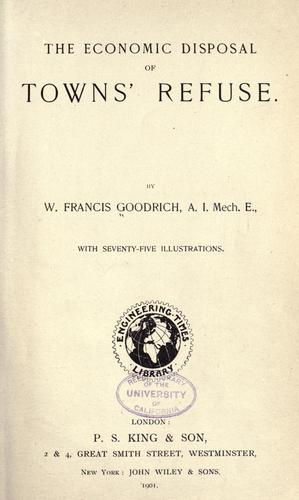 THE ECONOMIC DISPOSAL
OF
TOWNS' REFUSE.
BY
W. FRANCIS GOODRICH, A. I. Mech. E.,
WITH SEVENTY-FIVE ILLUSTRATIONS.
ENGINEERING-TIMES
LIBRARY
OF THE
UNIVERSITY
OF
CALIFORNIA
LONDON:
P. S. KING & SON,
2 & 4, GREAT SMITH STREET, WESTMINSTER,
NEW YORK: JOHN WILEY & SONS.
1901.